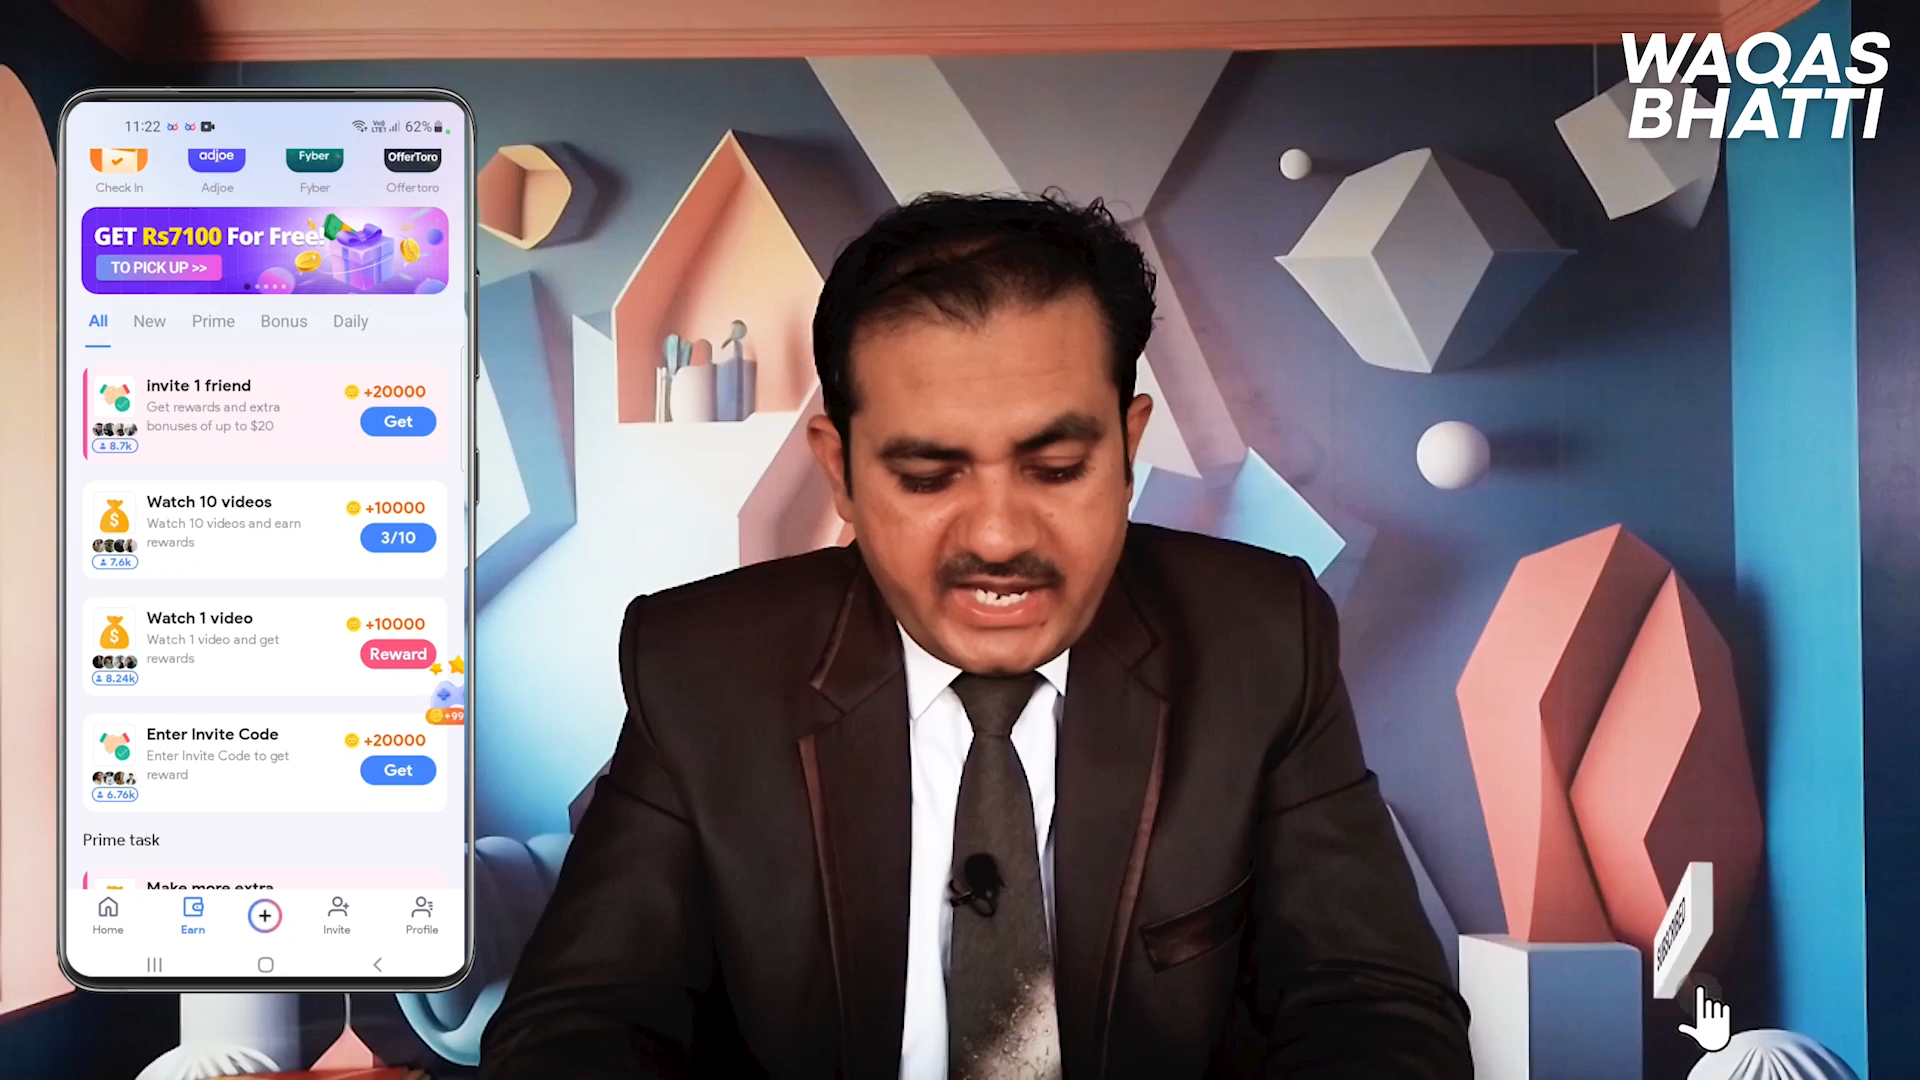 WAQAS
BHATTI
11:22
62%
adjoe
Fyber
OfferToro
Check In
Adjoe
Fyber
Offertoro
GET Rs7100 For Free!
TO PICK UP >>
All
New
Prime
Bonus
Daily
invite 1 friend
Get rewards and extra
bonuses of up to $20
+20000
Get
8.7k
Watch 10 videos
Watch 10 videos and earn
rewards
+10000
3/10
7.6k
Watch 1 video
Watch 1 video and get
rewards
+10000
Reward
8.24k
+99
Enter Invite Code
Enter Invite Code to get
reward
+20000
Get
6.76k
Prime task
Make more extra
Home
Earn
Invite
Profile
SUBSCRIBED